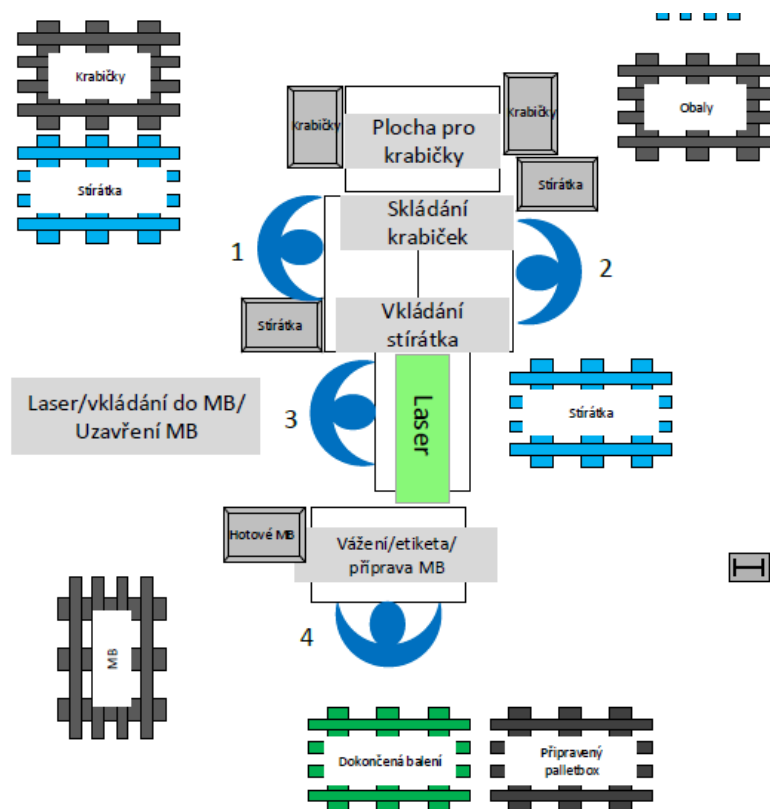 Krabičky
Stírátka
Krabičky
Plocha pro
krabičky
Krabičky
Obaly
Stírátka
Skládání
krabiček
1
2
Vkládání
stírátka
Stírátka
Laser/vkládání do MB/
Uzavření MB
3
Laser
Stírátka
Hotové MB
Vážení/etiketa/
příprava MB
4
MB
Dokončená balení
Připravený
palletbox